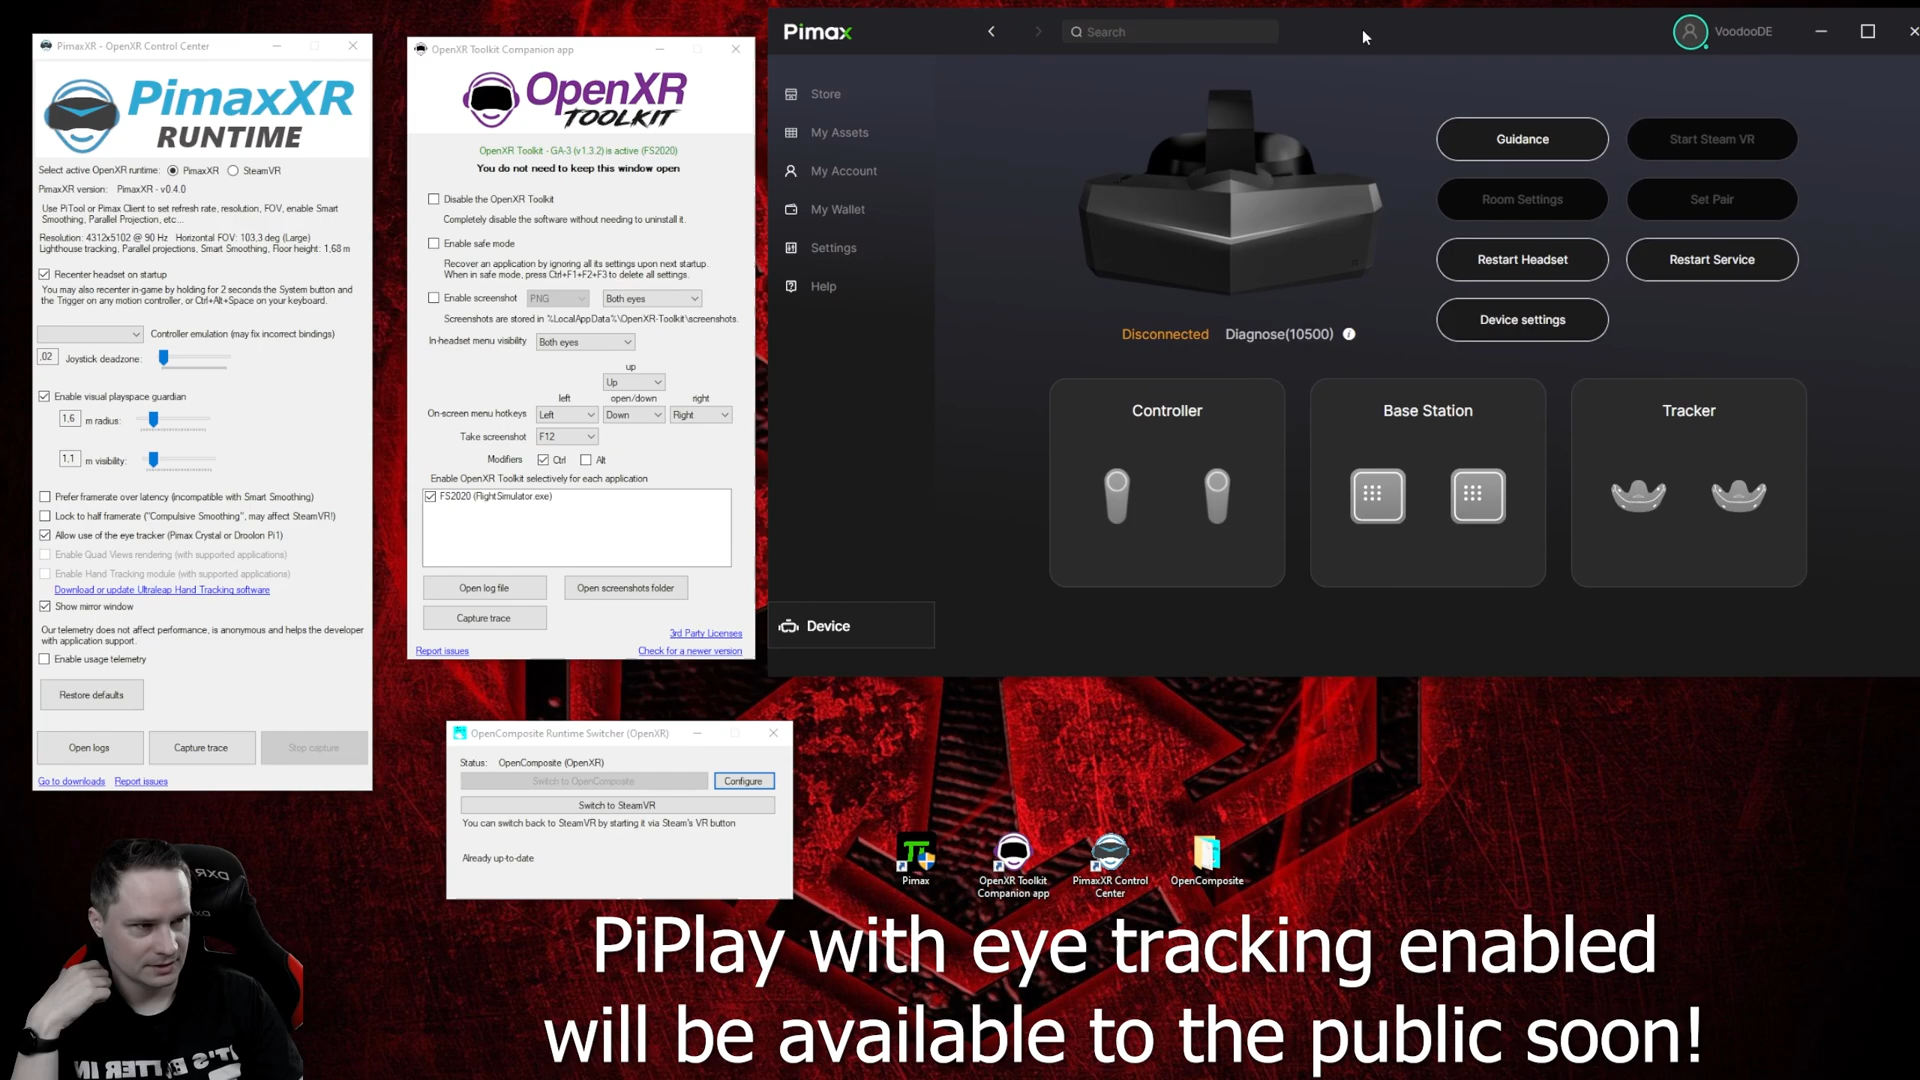 PimaxXR - OpenXR Control Center
PimaxXR
RUNTIME
Select active OpenXR runtime: PimaxXR SteamVR
PimaxXR version: PimaxXR - v0.4.0
Use PiTool or Pimax Client to set refresh rate, resolution, FOV, enable Smart
Smoothing, Parallel Projection, etc...
Resolution: 4312x5102 @ 90 Hz Horizontal FOV: 103,3 deg (Large)
Lighthouse tracking, Parallel projections, Smart Smoothing, Floor height: 1,68 m
Recenter headset on startup
You may also recenter in-game by holding for 2 seconds the System button and
the Trigger on any motion controller, or Ctrl+Alt+Space on your keyboard.
Controller emulation (may fix incorrect bindings)
,02 Joystick deadzone:
Enable visual playspace guardian
1,6 m radius:
1,1 m visibility:
Prefer framerate over latency (incompatible with Smart Smoothing)
Lock to half framerate ("Compulsive Smoothing", may affect SteamVR!)
Allow use of the eye tracker (Pimax Crystal or Droolon Pi1)
Enable Quad Views rendering (with supported applications)
Enable Hand Tracking module (with supported applications)
Download or update Ultraleap Hand Tracking software
Show mirror window
Our telemetry does not affect performance, is anonymous and helps the developer
with application support.
Enable usage telemetry
Restore defaults
Open logs Capture trace Stop capture
Go to downloads Report issues
OpenXR Toolkit Companion app
OpenXR
TOOLKIT
OpenXR Toolkit - GA-3 (v1.3.2) is active (FS2020)
You do not need to keep this window open
Disable the OpenXR Toolkit
Completely disable the software without needing to uninstall it.
Enable safe mode
Recover an application by ignoring all its settings upon next startup.
When in safe mode, press Ctrl+F1+F2+F3 to delete all settings.
Enable screenshot PNG Both eyes
Screenshots are stored in %LocalAppData%\OpenXR-Toolkit\screenshots.
In-headset menu visibility Both eyes
up
Up
left open/down right
On-screen menu hotkeys Left Down Right
Take screenshot F12
Modifiers Ctrl Alt
Enable OpenXR Toolkit selectively for each application
FS2020 (FlightSimulator.exe)
Open log file Open screenshots folder
Capture trace
3rd Party Licenses
Report issues Check for a newer version
Pimax
Search
VoodooDE
Store
My Assets
My Account
My Wallet
Settings
Help
Device
Guidance Start Steam VR
Room Settings Set Pair
Restart Headset Restart Service
Device settings
Disconnected Diagnose(10500)
Controller Base Station Tracker
OpenComposite Runtime Switcher (OpenXR)
Status: OpenComposite (OpenXR)
Switch to OpenComposite Configure
Switch to SteamVR
You can switch back to SteamVR by starting it via Steam's VR button
Already up-to-date
Pimax
OpenXR Toolkit
Companion app
PimaxXR Control
Center
OpenComposite
DXR
PiPlay with eye tracking enabled
will be available to the public soon!